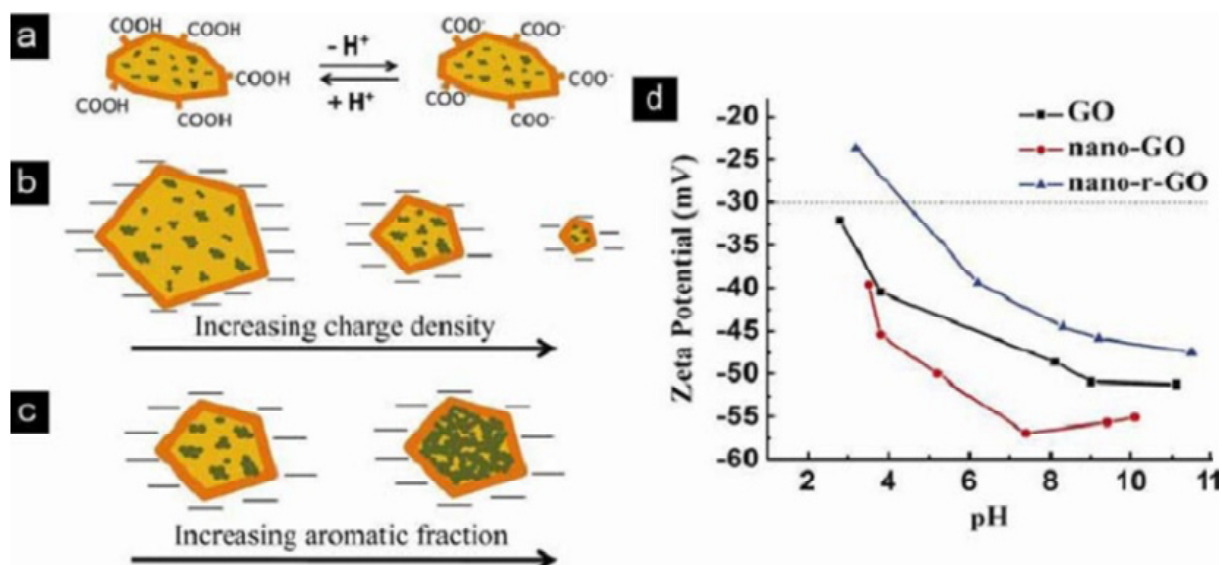 a
COOH
COOH
COOH
COOH
COOH
- H⁺
+ H⁺
COO⁻
COO⁻
COO⁻
COO⁻
COO⁻
b
Increasing charge density
c
Increasing aromatic fraction
d
GO
nano-GO
nano-r-GO
Zeta Potential (mV)
-20
-25
-30
-35
-40
-45
-50
-55
-60
2
4
6
8
10
11
pH